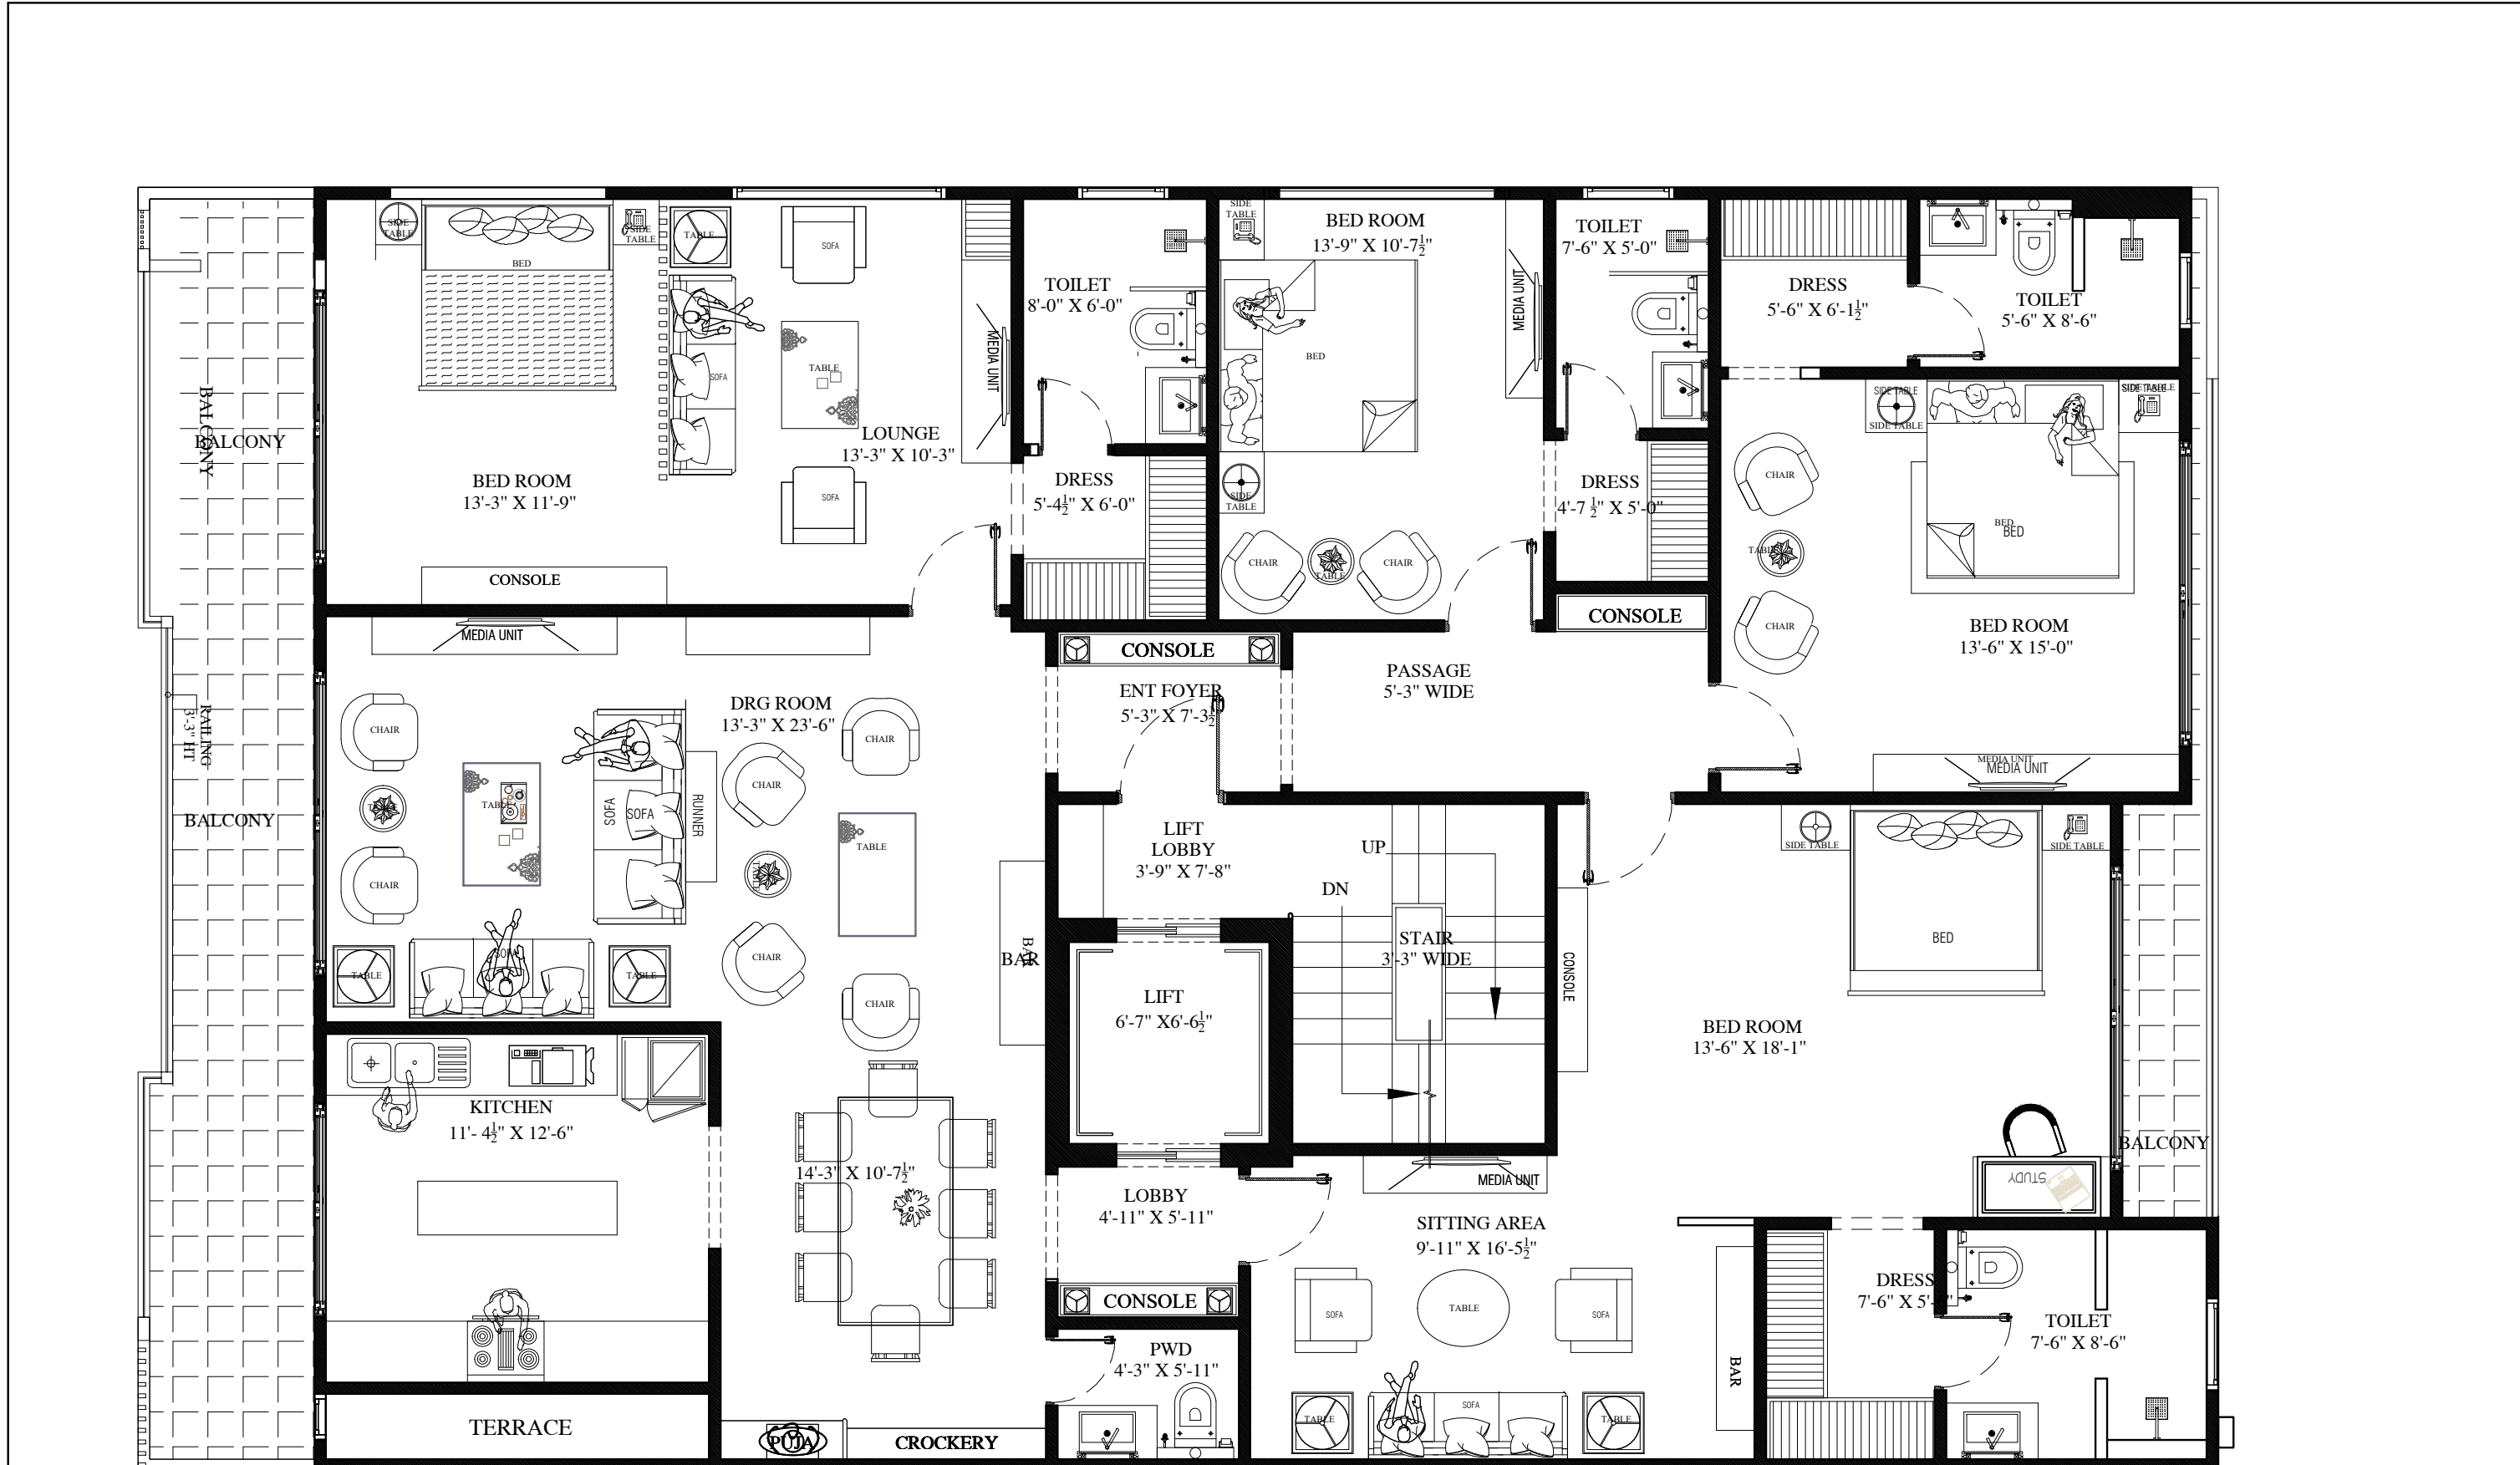 SIDE
TABLE
BED
SIDE
TABLE
TABLE
SOFA
SOFA
TABLE
SOFA
MEDIA UNIT
LOUNGE
13'-3" X 10'-3"
BED ROOM
13'-3" X 11'-9"
CONSOLE
BALCONY
BALCONY
TOILET
8'-0" X 6'-0"
DRESS
5'-4½" X 6'-0"
SIDE
TABLE
BED ROOM
13'-9" X 10'-7½"
BED
MEDIA UNIT
SIDE
TABLE
CHAIR
TABLE
CHAIR
TOILET
7'-6" X 5'-0"
DRESS
4'-7 ½" X 5'-0"
CONSOLE
DRESS
5'-6" X 6'-1½"
TOILET
5'-6" X 8'-6"
SIDE TABLE
SIDE TABLE
SIDE TABLE
SIDE TABLE
CHAIR
TABLE
CHAIR
BED
BED
BED ROOM
13'-6" X 15'-0"
MEDIA UNIT
MEDIA UNIT
MEDIA UNIT
CONSOLE
ENT FOYER
5'-3" X 7'-3½"
PASSAGE
5'-3" WIDE
DRG ROOM
13'-3" X 23'-6"
RAILING
3'-3" HT
BALCONY
CHAIR
TABLE
CHAIR
TABLE
SOFA
SOFA
RUNNER
CHAIR
CHAIR
TABLE
TABLE
CHAIR
CHAIR
TABLE
SOFA
TABLE
BAR
BAR
LIFT
LOBBY
3'-9" X 7'-8"
UP
DN
STAIR
3'-3" WIDE
LIFT
6'-7" X6'-6½"
CONSOLE
SIDE TABLE
SIDE TABLE
BED
BED ROOM
13'-6" X 18'-1"
STUDY
BALCONY
KITCHEN
11'- 4½" X 12'-6"
14'-3" X 10'-7½"
LOBBY
4'-11" X 5'-11"
MEDIA UNIT
SITTING AREA
9'-11" X 16'-5½"
CONSOLE
SOFA
TABLE
SOFA
BAR
DRESS
7'-6" X 5'-6"
TOILET
7'-6" X 8'-6"
PWD
4'-3" X 5'-11"
TABLE
SOFA
TABLE
TERRACE
PUJA
CROCKERY